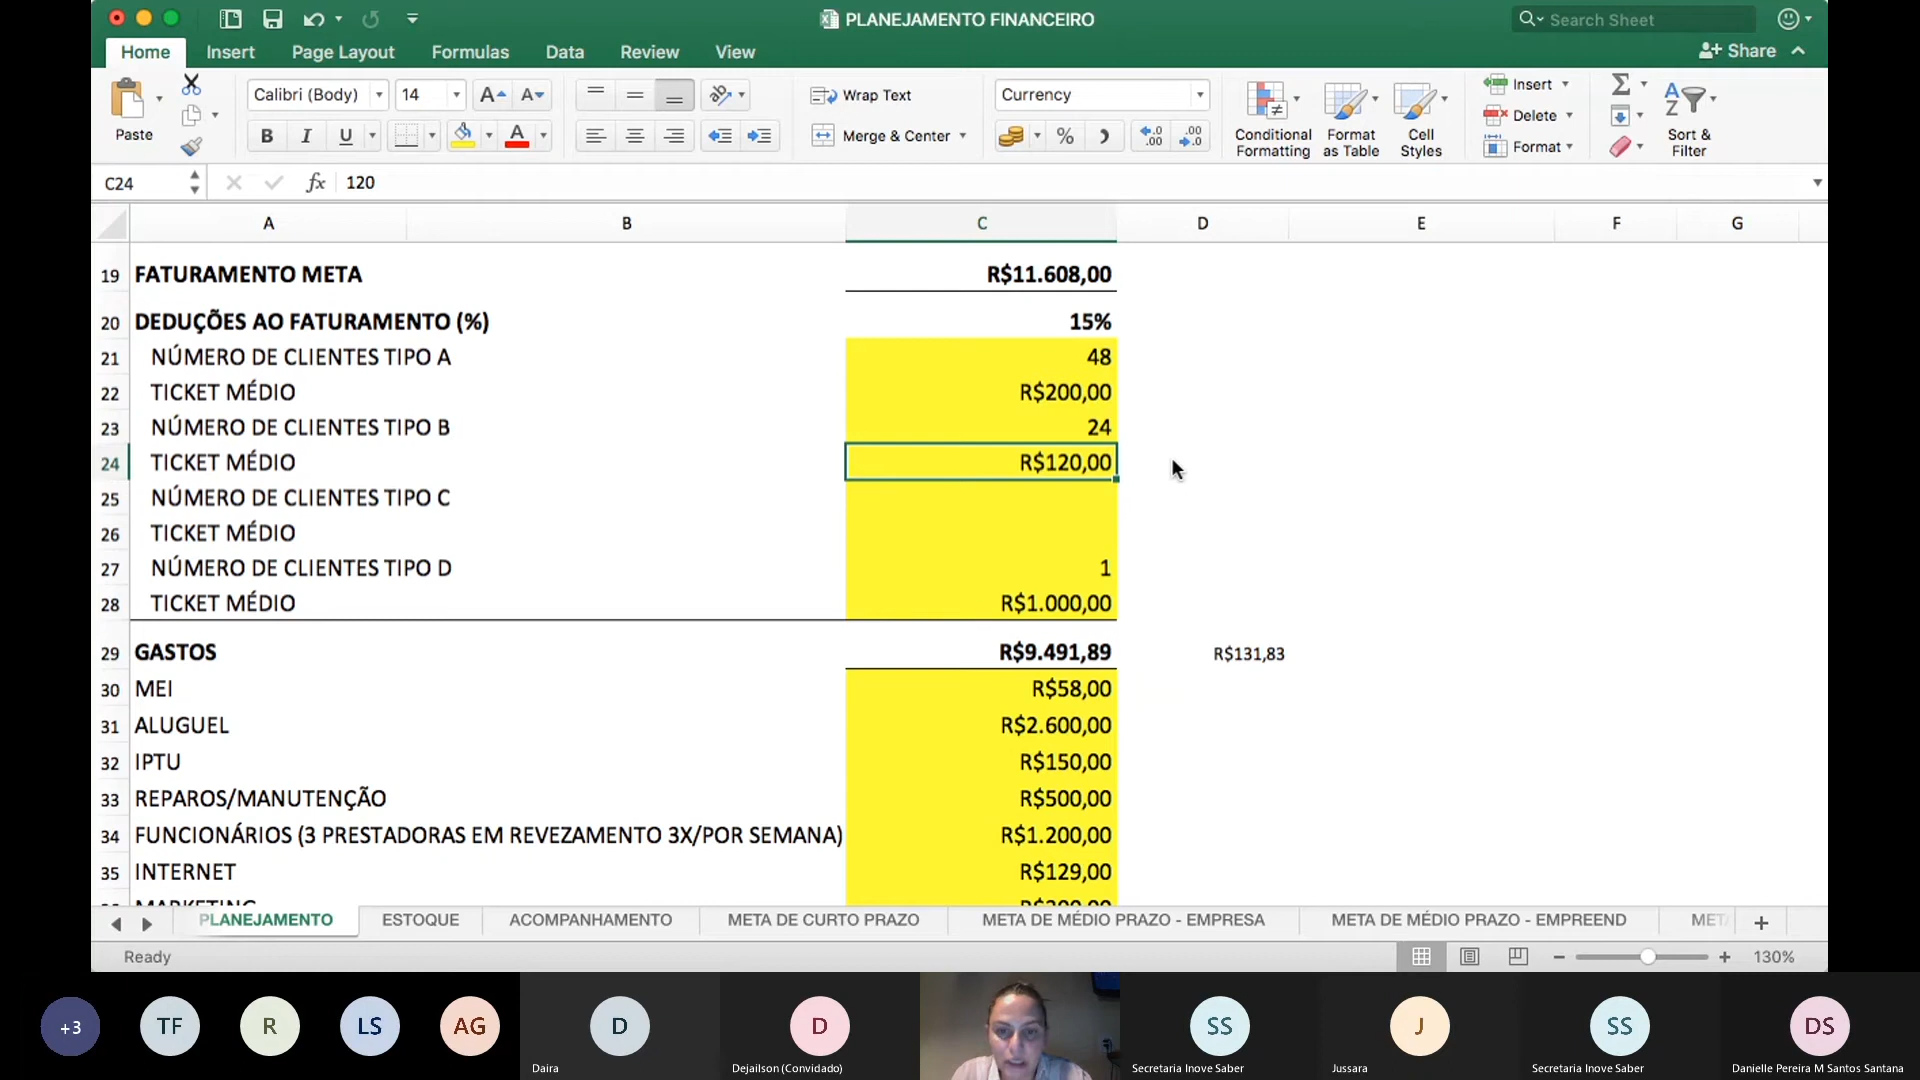 PLANEJAMENTO FINANCEIRO
Search Sheet
Home Insert Page Layout Formulas Data Review View Share
Paste
Calibri (Body) 14
Wrap Text
Merge & Center
Currency
Conditional Formatting
Format as Table
Cell Styles
Insert
Delete
Format
Sort & Filter
C24 fx 120
A B C D E F G
19 FATURAMENTO META R$11.608,00
20 DEDUÇÕES AO FATURAMENTO (%) 15%
21 NÚMERO DE CLIENTES TIPO A 48
22 TICKET MÉDIO R$200,00
23 NÚMERO DE CLIENTES TIPO B 24
24 TICKET MÉDIO R$120,00
25 NÚMERO DE CLIENTES TIPO C
26 TICKET MÉDIO
27 NÚMERO DE CLIENTES TIPO D 1
28 TICKET MÉDIO R$1.000,00
29 GASTOS R$9.491,89 R$131,83
30 MEI R$58,00
31 ALUGUEL R$2.600,00
32 IPTU R$150,00
33 REPAROS/MANUTENÇÃO R$500,00
34 FUNCIONÁRIOS (3 PRESTADORAS EM REVEZAMENTO 3X/POR SEMANA) R$1.200,00
35 INTERNET R$129,00
PLANEJAMENTO ESTOQUE ACOMPANHAMENTO META DE CURTO PRAZO META DE MÉDIO PRAZO - EMPRESA META DE MÉDIO PRAZO - EMPREEND
Ready 130%
+3 TF R LS AG D D SS J SS DS
Daira Dejailson (Convidado) Secretaria Inove Saber Jussara Secretaria Inove Saber Danielle Pereira M Santos Santana